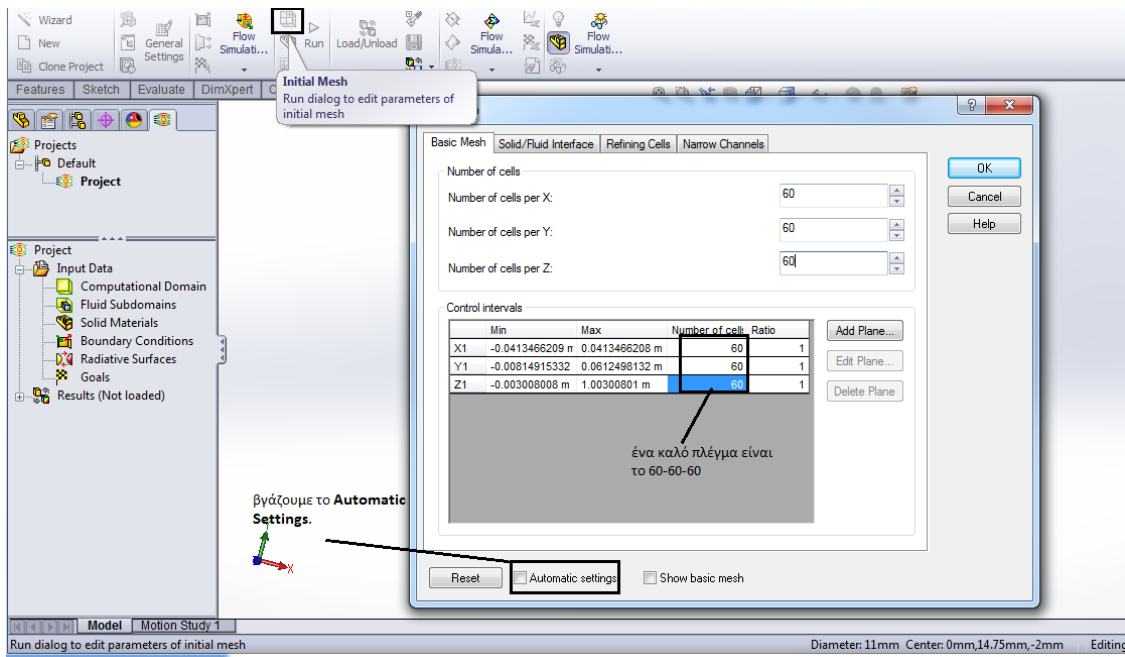 Wizard
New
Clone Project
General
Settings
Flow
Simulati...
Run
Load/Unload
Flow
Simula...
Flow
Simulati...
Features Sketch Evaluate DimXpert
Initial Mesh
Run dialog to edit parameters of
initial mesh
Projects
Default
Project
Project
Input Data
Computational Domain
Fluid Subdomains
Solid Materials
Boundary Conditions
Radiative Surfaces
Goals
Results (Not loaded)
Basic Mesh Solid/Fluid Interface Refining Cells Narrow Channels
Number of cells
Number of cells per X: 60
Number of cells per Y: 60
Number of cells per Z: 60
OK
Cancel
Help
Control intervals
Min Max Number of cells Ratio
X1 -0.0413466209 m 0.0413466208 m 60 1
Y1 -0.00814915332 0.0612498132 m 60 1
Z1 -0.003008008 m 1.00300801 m 60 1
Add Plane...
Edit Plane...
Delete Plane
ένα καλό πλέγμα είναι
το 60-60-60
βγάζουμε το Automatic
Settings.
X
Reset Automatic settings Show basic mesh
Model Motion Study 1
Run dialog to edit parameters of initial mesh Diameter: 11mm Center: 0mm,14.75mm,-2mm Editing